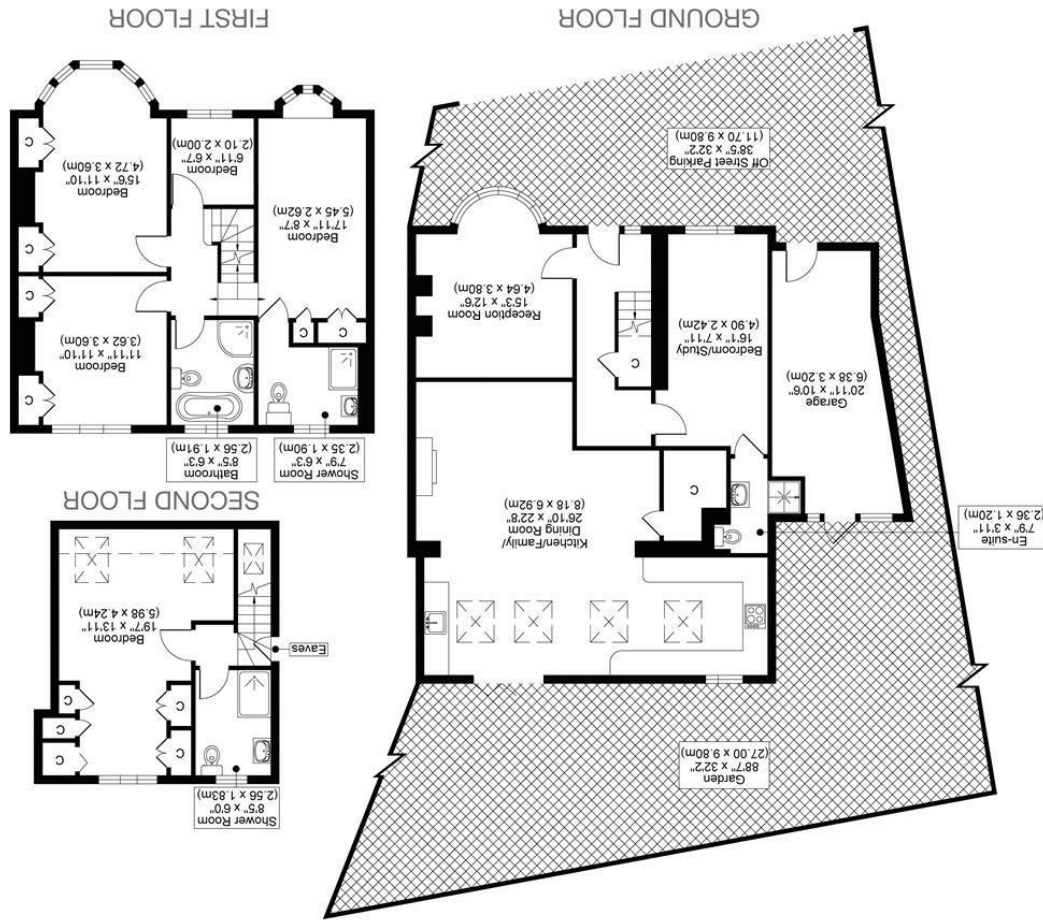 Garden
88'7" x 32'2"
(27.00 x 9.80m)
En-suite
7'9" x 3'11"
(2.36 x 1.20m)
Kitchen/Family/
Dining Room
26'10" x 22'8"
(8.18 x 6.92m)
C
Garage
20'11" x 10'6"
(6.38 x 3.20m)
Bedroom/Study
16'1" x 7'11"
(4.90 x 2.42m)
C
Reception Room
15'3" x 12'6"
(4.64 x 3.80m)
Off Street Parking
38'5" x 32'2"
(11.70 x 9.80m)
GROUND FLOOR
Shower Room
8'5" x 6'0"
(2.56 x 1.83m)
C
C
C
C
C
Eaves
Bedroom
19'7" x 13'11"
(5.98 x 4.24m)
SECOND FLOOR
Shower Room
7'9" x 6'3"
(2.35 x 1.90m)
Bathroom
8'5" x 6'3"
(2.56 x 1.91m)
C
Bedroom
11'11" x 11'10"
(3.62 x 3.60m)
C
C
C
Bedroom
17'11" x 8'7"
(5.45 x 2.62m)
C
Bedroom
6'11" x 6'7"
(2.10 x 2.00m)
Bedroom
15'6" x 11'10"
(4.72 x 3.60m)
C
FIRST FLOOR